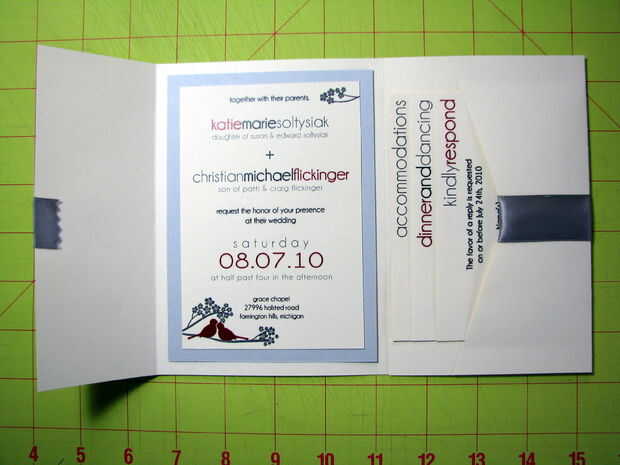 together with their parents,
katiemariesoltysiak
daughter of susan & edward soltysiak
+
christianmichaelflickinger
son of patti & craig flickinger
request the honor of your presence
at their wedding
saturday
08.07.10
at half past four in the afternoon
grace chapel
27996 halsted road
farmington hills, michigan
accommodations
dinneranddancing
kindlyrespond
The favor of a reply is requested
on or before July 24th, 2010
4 5 6 7 8 9 10 11 12 13 14 15